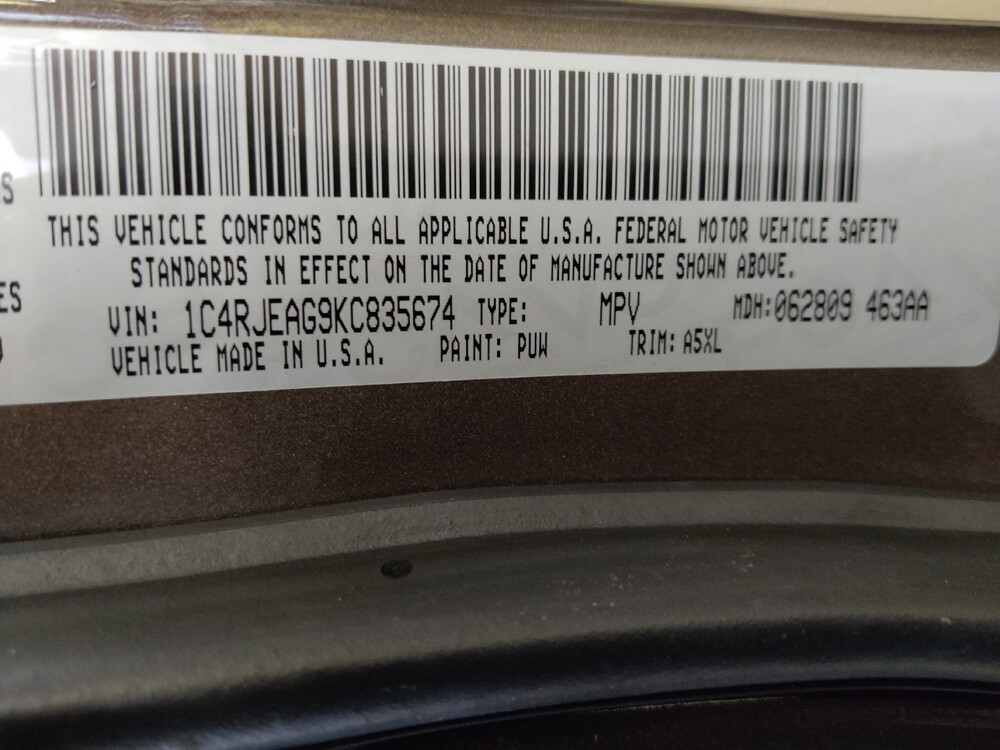 S
THIS VEHICLE CONFORMS TO ALL APPLICABLE U.S.A. FEDERAL MOTOR VEHICLE SAFETY
STANDARDS IN EFFECT ON THE DATE OF MANUFACTURE SHOWN ABOVE.
ES
VIN: 1C4RJEAG9KC835674 TYPE: MPV MDH:062809 463AA
VEHICLE MADE IN U.S.A. PAINT: PUW TRIM: A5XL